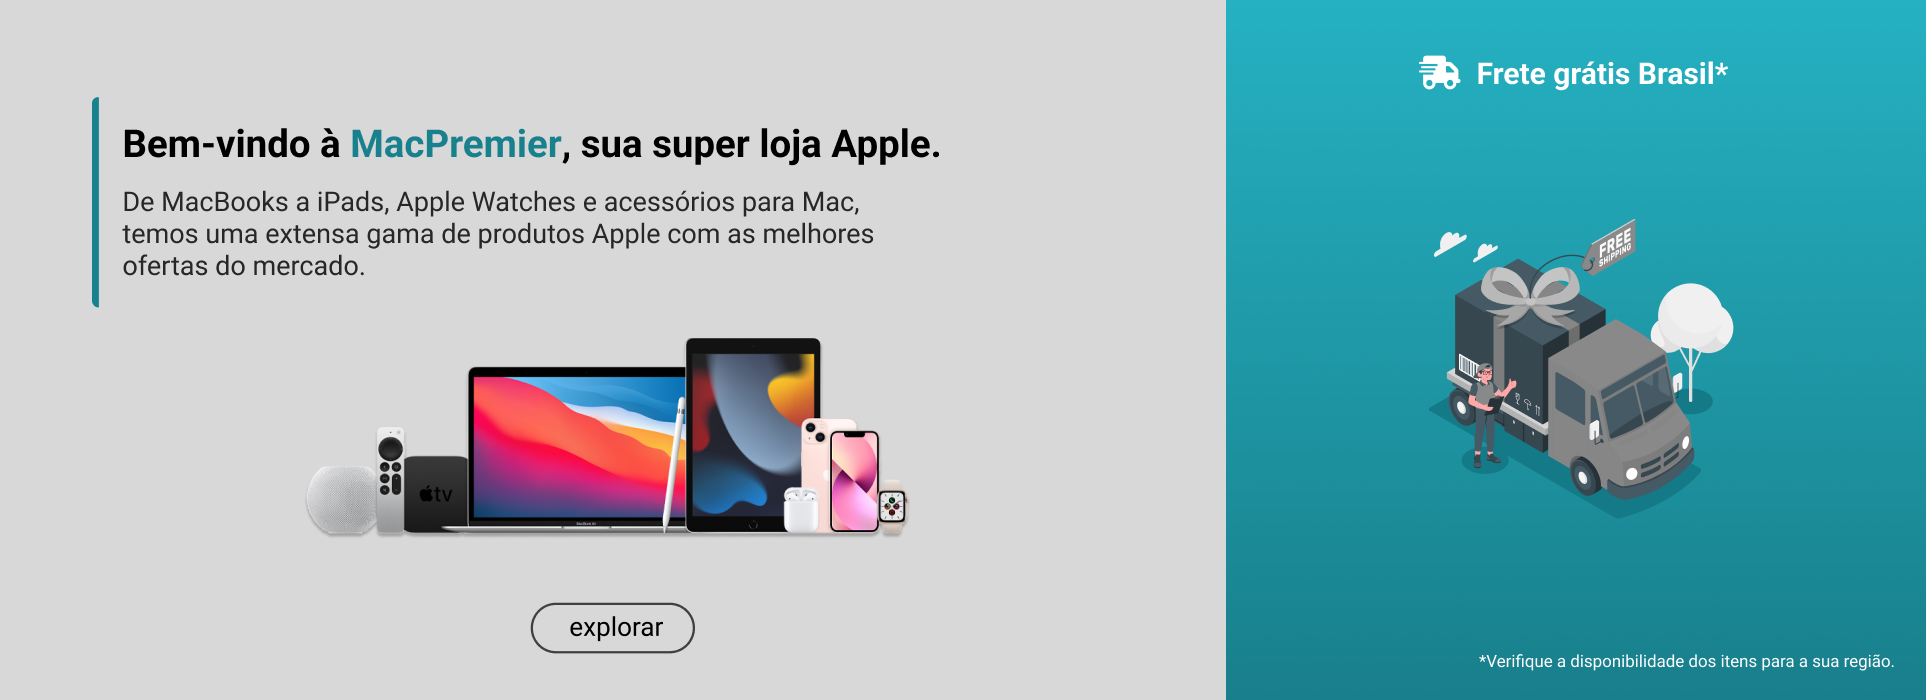 Bem-vindo à MacPremier, sua super loja Apple.
De MacBooks a iPads, Apple Watches e acessórios para Mac,
temos uma extensa gama de produtos Apple com as melhores
ofertas do mercado.
tv
MacBook Air
explorar
Frete grátis Brasil*
FREE
SHIPPING
*Verifique a disponibilidade dos itens para a sua região.